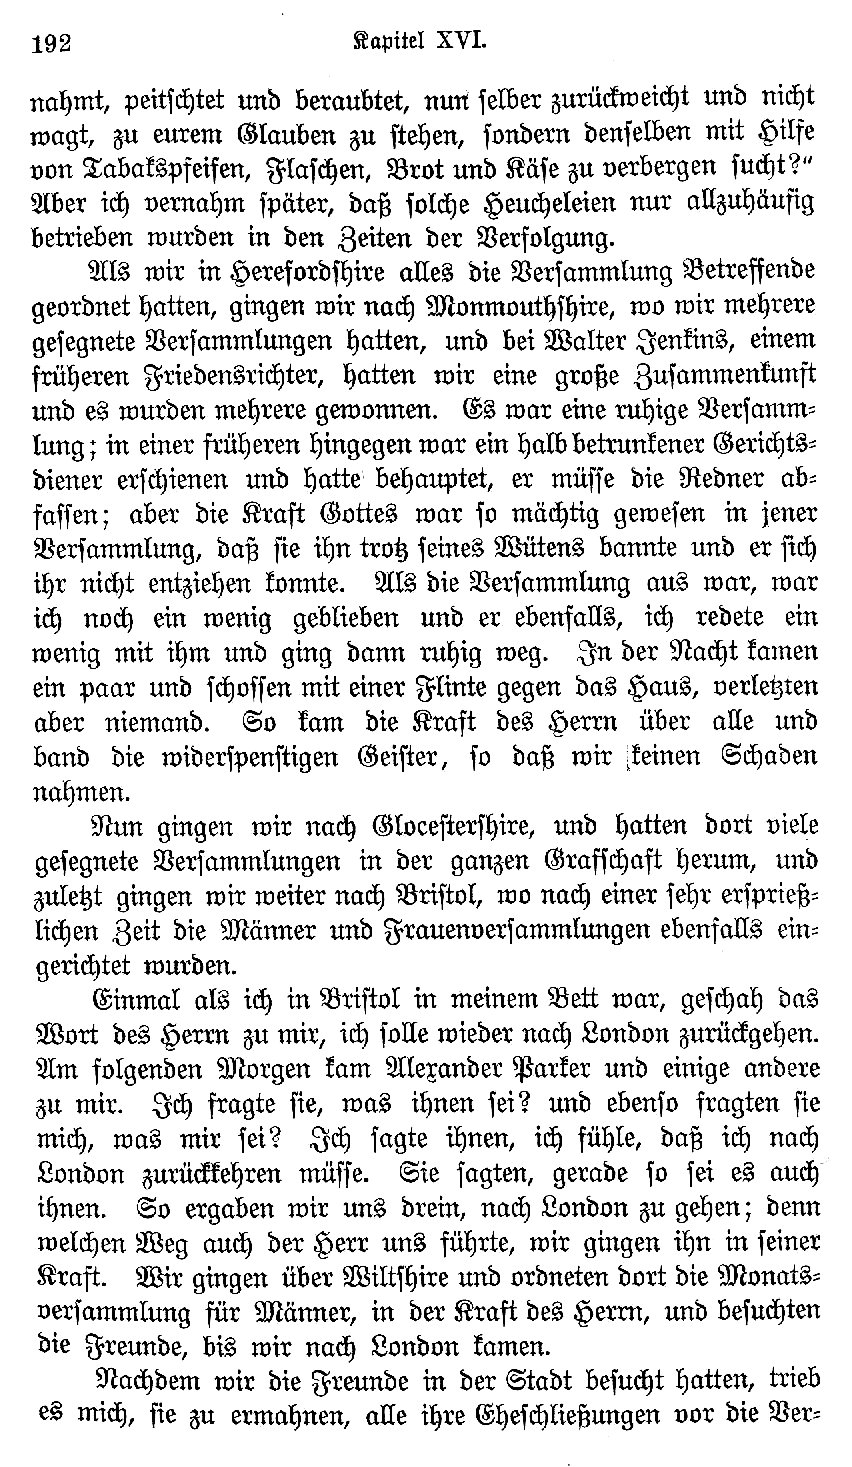 192
Kapitel XVI.
nahmt, peitschtet und beraubtet, nun selber zurückweicht und nicht
wagt, zu eurem Glauben zu stehen, sondern denselben mit Hilfe
von Tabakspfeifen, Flaschen, Brot und Käse zu verbergen sucht?"
Aber ich vernahm später, daß solche Heucheleien nur allzuhäufig
betrieben wurden in den Zeiten der Verfolgung.
Als wir in Herefordshire alles die Versammlung Betreffende
geordnet hatten, gingen wir nach Monmouthshire, wo wir mehrere
gesegnete Versammlungen hatten, und bei Walter Jenkins, einem
früheren Friedensrichter, hatten wir eine große Zusammenkunft
und es wurden mehrere gewonnen. Es war eine ruhige Versamm-
lung; in einer früheren hingegen war ein halb betrunkener Gerichts-
diener erschienen und hatte behauptet, er müsse die Redner ab-
fassen; aber die Kraft Gottes war so mächtig gewesen in jener
Versammlung, daß sie ihn trotz seines Wütens bannte und er sich
ihr nicht entziehen konnte. Als die Versammlung aus war, war
ich noch ein wenig geblieben und er ebenfalls, ich redete ein
wenig mit ihm und ging dann ruhig weg. In der Nacht kamen
ein paar und schossen mit einer Flinte gegen das Haus, verletzten
aber niemand. So kam die Kraft des Herrn über alle und
band die widerspenstigen Geister, so daß wir keinen Schaden
nahmen.
Nun gingen wir nach Glocestershire, und hatten dort viele
gesegnete Versammlungen in der ganzen Grafschaft herum, und
zuletzt gingen wir weiter nach Bristol, wo nach einer sehr ersprieß-
lichen Zeit die Männer und Frauenversammlungen ebenfalls ein-
gerichtet wurden.
Einmal als ich in Bristol in meinem Bett war, geschah das
Wort des Herrn zu mir, ich solle wieder nach London zurückgehen.
Am folgenden Morgen kam Alexander Parker und einige andere
zu mir. Ich fragte sie, was ihnen sei? und ebenso fragten sie
mich, was mir sei? Ich sagte ihnen, ich fühle, daß ich nach
London zurückkehren müsse. Sie sagten, gerade so sei es auch
ihnen. So ergaben wir uns drein, nach London zu gehen; denn
welchen Weg auch der Herr uns führte, wir gingen ihn in seiner
Kraft. Wir gingen über Wiltshire und ordneten dort die Monats-
versammlung für Männer, in der Kraft des Herrn, und besuchten
die Freunde, bis wir nach London kamen.
Nachdem wir die Freunde in der Stadt besucht hatten, trieb
es mich, sie zu ermahnen, alle ihre Eheschließungen vor die Ver-